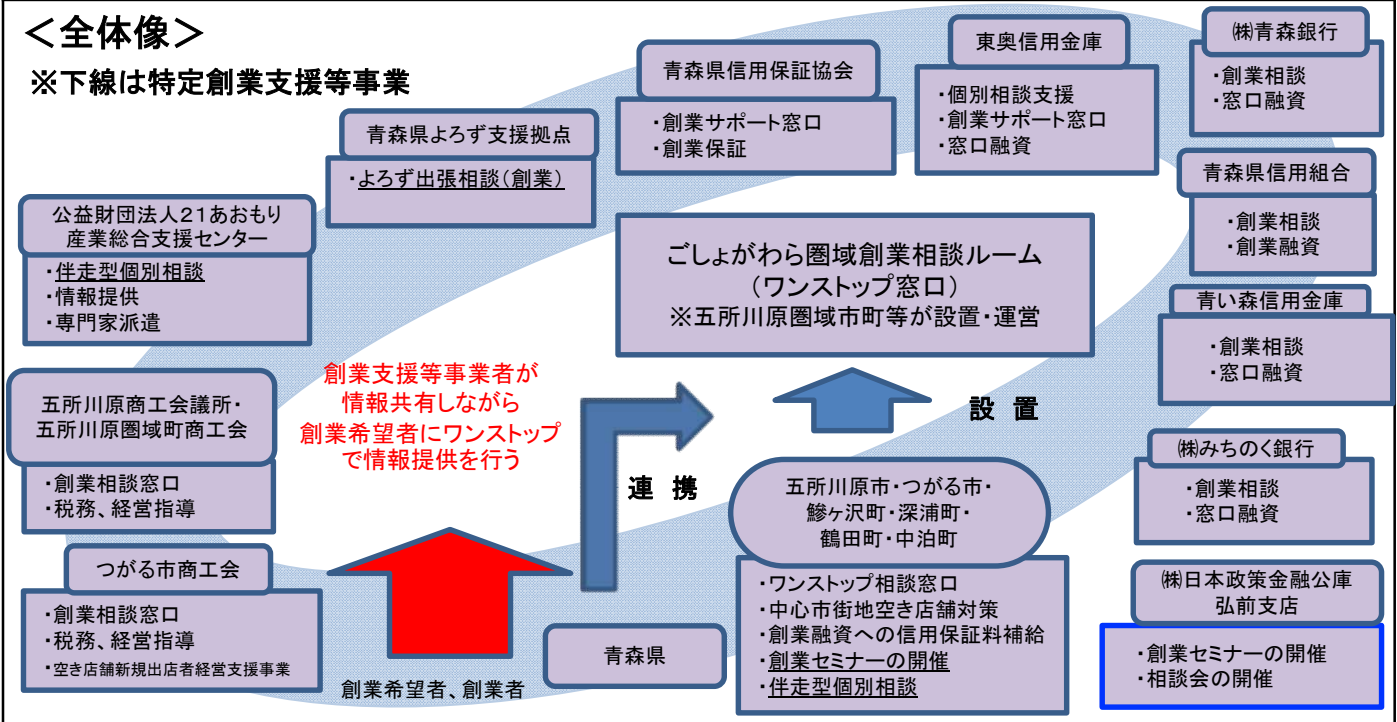 ＜全体像＞
※下線は特定創業支援等事業
青森県よろず支援拠点
・よろず出張相談（創業）
青森県信用保証協会
・創業サポート窓口
・創業保証
東奥信用金庫
・個別相談支援
・創業サポート窓口
・窓口融資
㈱青森銀行
・創業相談
・窓口融資
青森県信用組合
・創業相談
・創業融資
青い森信用金庫
・創業相談
・窓口融資
㈱みちのく銀行
・創業相談
・窓口融資
㈱日本政策金融公庫
弘前支店
・創業セミナーの開催
・相談会の開催
公益財団法人２１あおもり
産業総合支援センター
・伴走型個別相談
・情報提供
・専門家派遣
五所川原商工会議所・
五所川原圏域町商工会
・創業相談窓口
・税務、経営指導
つがる市商工会
・創業相談窓口
・税務、経営指導
・空き店舗新規出店者経営支援事業
ごしょがわら圏域創業相談ルーム
（ワンストップ窓口）
※五所川原圏域市町等が設置・運営
創業支援等事業者が
情報共有しながら
創業希望者にワンストップ
で情報提供を行う
連 携
設 置
五所川原市・つがる市・
鰺ヶ沢町・深浦町・
鶴田町・中泊町
・ワンストップ相談窓口
・中心市街地空き店舗対策
・創業融資への信用保証料補給
・創業セミナーの開催
・伴走型個別相談
青森県
創業希望者、創業者